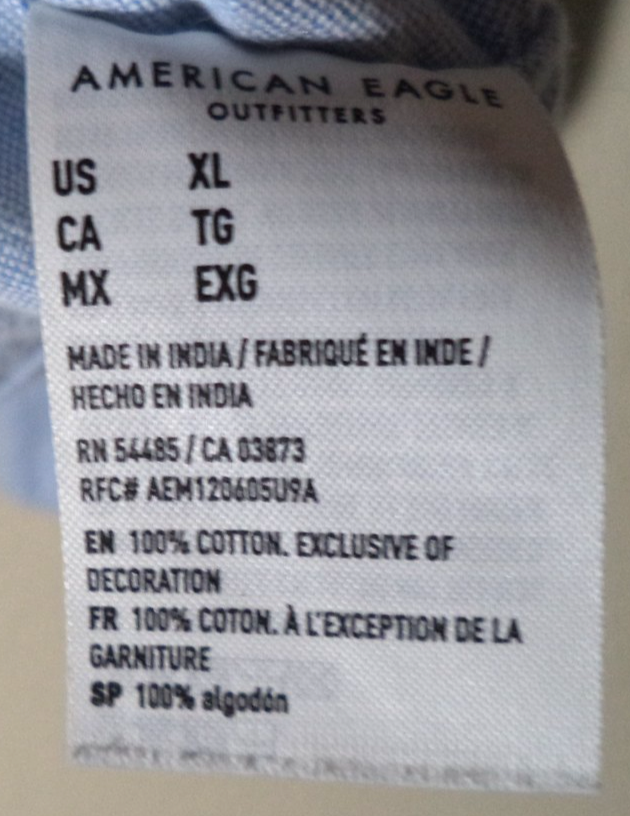 AMERICAN EAGLE
OUTFITTERS
US XL
CA TG
MX EXG
MADE IN INDIA / FABRIQUÉ EN INDE /
HECHO EN INDIA
RN 54485 / CA 03873
RFC# AEM120605U9A
EN 100% COTTON. EXCLUSIVE OF
DECORATION
FR 100% COTON. À L'EXCEPTION DE LA
GARNITURE
SP 100% algodón